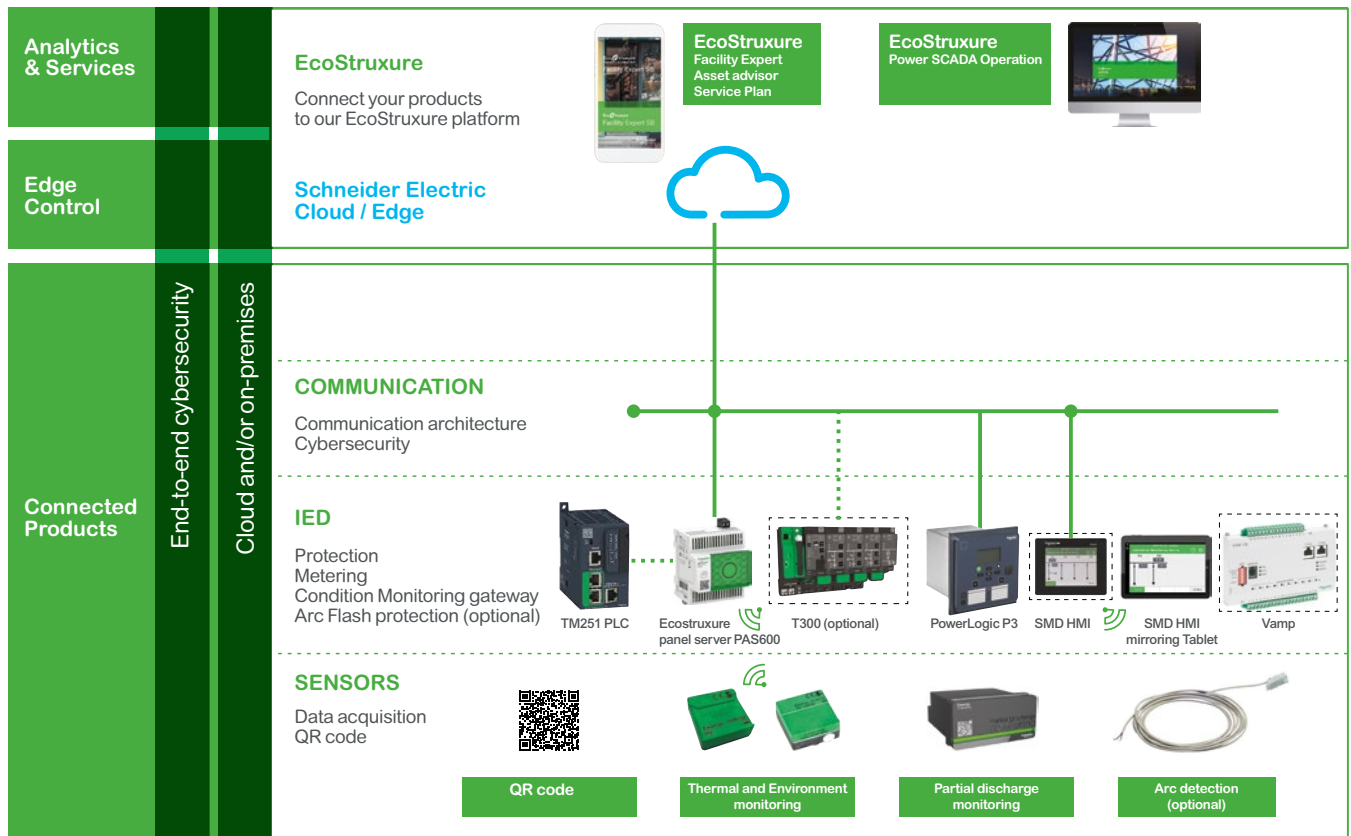 Analytics
& Services
EcoStruxure
Connect your products
to our EcoStruxure platform
Facility Expert SB
EcoStruxure
Facility Expert
Asset advisor
Service Plan
EcoStruxure
Power SCADA Operation
Edge
Control
Schneider Electric
Cloud / Edge
Connected
Products
End-to-end cybersecurity
Cloud and/or on-premises
COMMUNICATION
Communication architecture
Cybersecurity
IED
Protection
Metering
Condition Monitoring gateway
Arc Flash protection (optional)
TM251 PLC
Ecostruxure
panel server PAS600
T300 (optional)
PowerLogic P3
SMD HMI
SMD HMI
mirroring Tablet
Vamp
SENSORS
Data acquisition
QR code
QR code
Thermal and Environment
monitoring
Partial discharge
monitoring
Arc detection
(optional)